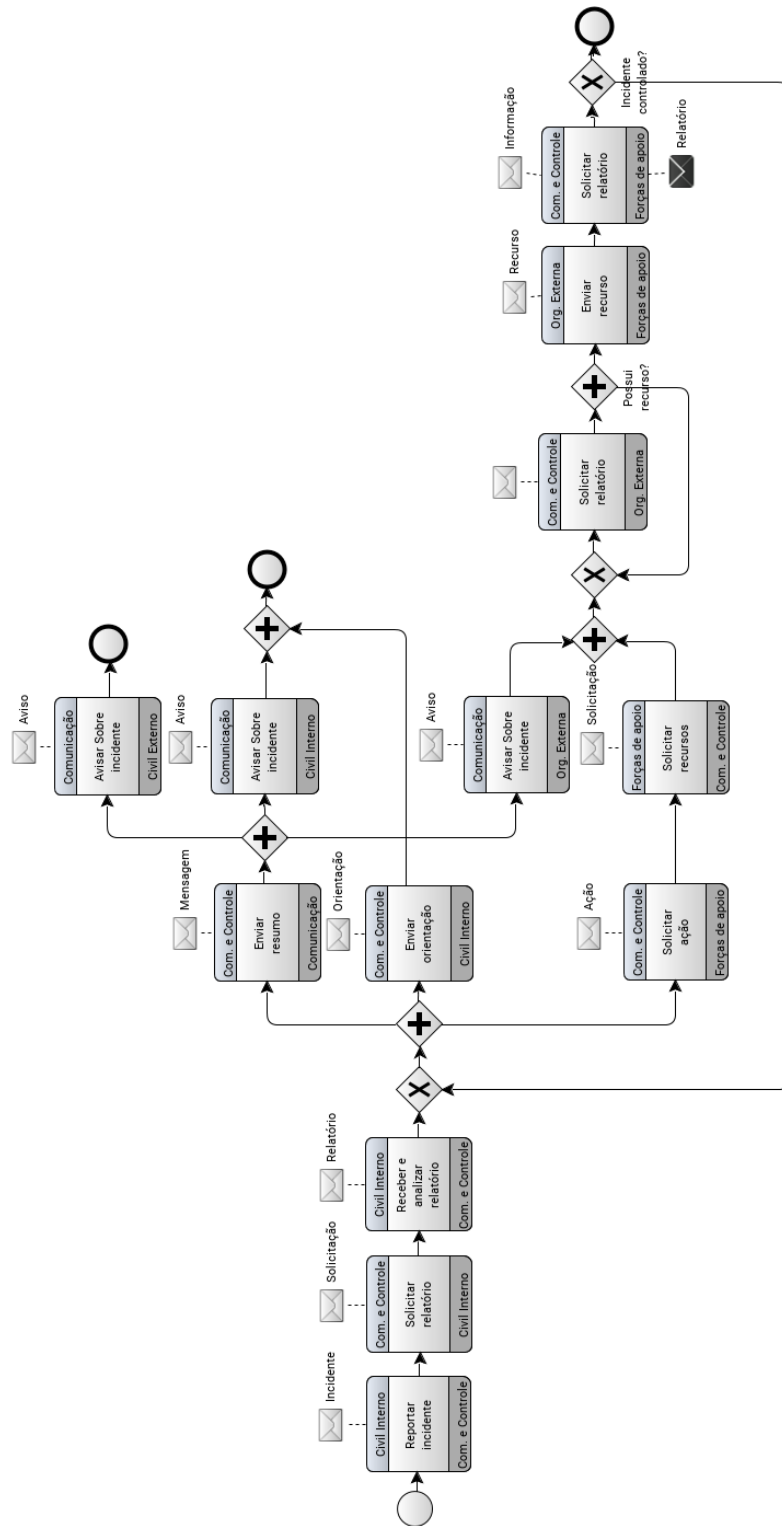 Incidente
Civil Interno
Reportar
incidente
Com. e Controle
Solicitação
Com. e Controle
Solicitar
relatório
Civil Interno
Relatório
Civil Interno
Receber e
analizar
relatório
Com. e Controle
Mensagem
Com. e Controle
Enviar
resumo
Comunicação
Orientação
Com. e Controle
Enviar
orientação
Civil Interno
Ação
Com. e Controle
Solicitar
ação
Forças de apoio
Aviso
Comunicação
Avisar Sobre
incidente
Civil Externo
Aviso
Comunicação
Avisar Sobre
incidente
Civil Interno
Aviso
Comunicação
Avisar Sobre
incidente
Org. Externa
Solicitação
Forças de apoio
Solicitar
recursos
Com. e Controle
Com. e Controle
Solicitar
relatório
Org. Externa
Possui
recurso?
Recurso
Org. Externa
Enviar
recurso
Forças de apoio
Informação
Com. e Controle
Solicitar
relatório
Forças de apoio
Relatório
Incidente
controlado?